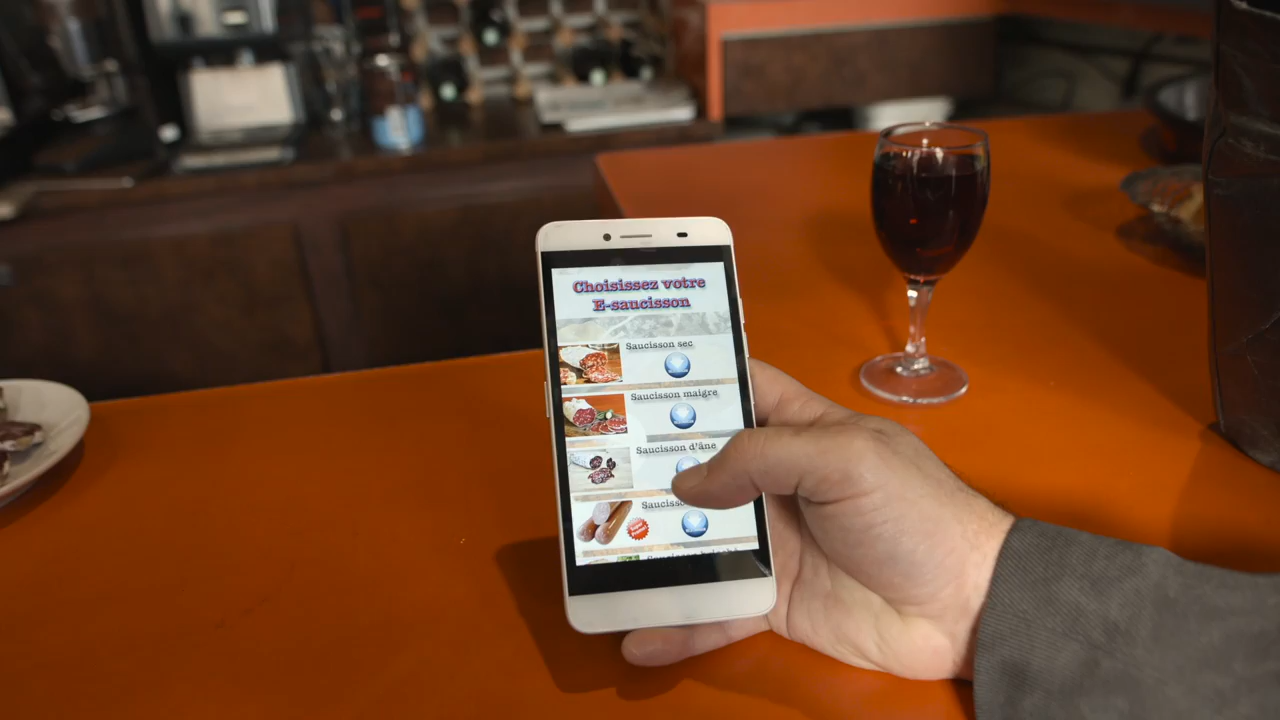 Choisissez votre
E-saucisson
Saucisson sec
Saucisson maigre
Saucisson d'âne